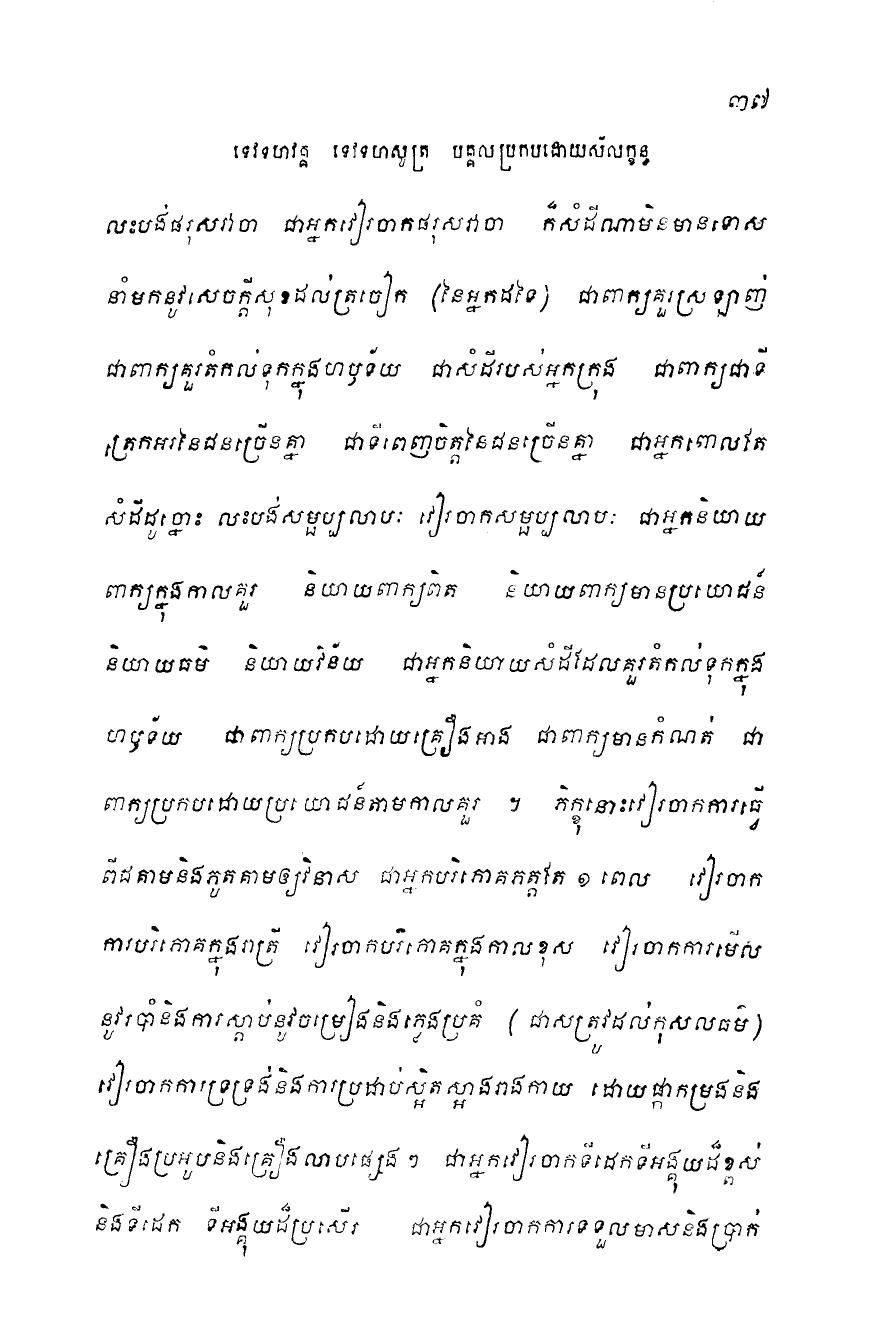 ៣៧
ទេវទហវគ្គ ទេវទហសូត្រ បគ្គលប្រកបដោយសីលក្ខន្ធ
លះបង់ផរុសវាចា ជាអ្នកវៀរចាកផរុសវាចា ក៏សំដីណាមិនមានទោស
នាំមកនូវសេចក្តីសុខដល់ត្រចៀក (នៃអ្នកដទៃ) ជាពាក្យគួរស្រឡាញ់
ជាពាក្យគួរតំកល់ទុកក្នុងហឫទ័យ ជាសំដីរបស់អ្នកក្រុង ជាពាក្យជាទី
ត្រេកអរនៃជនច្រើនគ្នា ជាទីពេញចិត្តនៃជនច្រើនគ្នា ជាអ្នកពោលតែ
សំដីដូច្នោះ លះបង់សម្ផប្បលាបៈ វៀរចាកសម្ផប្បលាបៈ ជាអ្នកនិយាយ
ពាក្យក្នុងកាលគួរ និយាយពាក្យពិត និយាយពាក្យមានប្រយោជន៍
និយាយធម៌ និយាយវិន័យ ជាអ្នកនិយាយសំដីដែលគួរតំកល់ទុកក្នុង
ហឫទ័យ ជាពាក្យប្រកបដោយគ្រឿងអាង ជាពាក្យមានកំណត់ ជា
ពាក្យប្រកបដោយប្រយោជន៍តាមកាលគួរ ។ ភិក្ខុនោះវៀរចាកការធ្វើ
ពីជគាមនិងភូតគាមឲ្យវិនាស ជាអ្នកបរិភោគភត្តតែ ១ ពេល វៀរចាក
ការបរិភោគក្នុងរាត្រី វៀរចាកបរិភោគក្នុងកាលខុស វៀរចាកការមើល
នូវរបាំនិងការស្តាប់នូវចម្រៀងនិងភ្លេងប្រគំ (ជាសត្រូវដល់កុសលធម៌)
វៀរចាកការទ្រទ្រង់និងការប្រដាប់ស្អិតស្អាងរាងកាយ ដោយផ្កាកម្រងនិង
គ្រឿងប្រអូបនិងគ្រឿងលាបផ្សេងៗ ជាអ្នកវៀរចាកទីដេកទីអង្គុយដ៏ខ្ពស់
និងទីដេក ទីអង្គុយដ៏ប្រសើរ ជាអ្នកវៀរចាកការទទួលមាសនិងប្រាក់